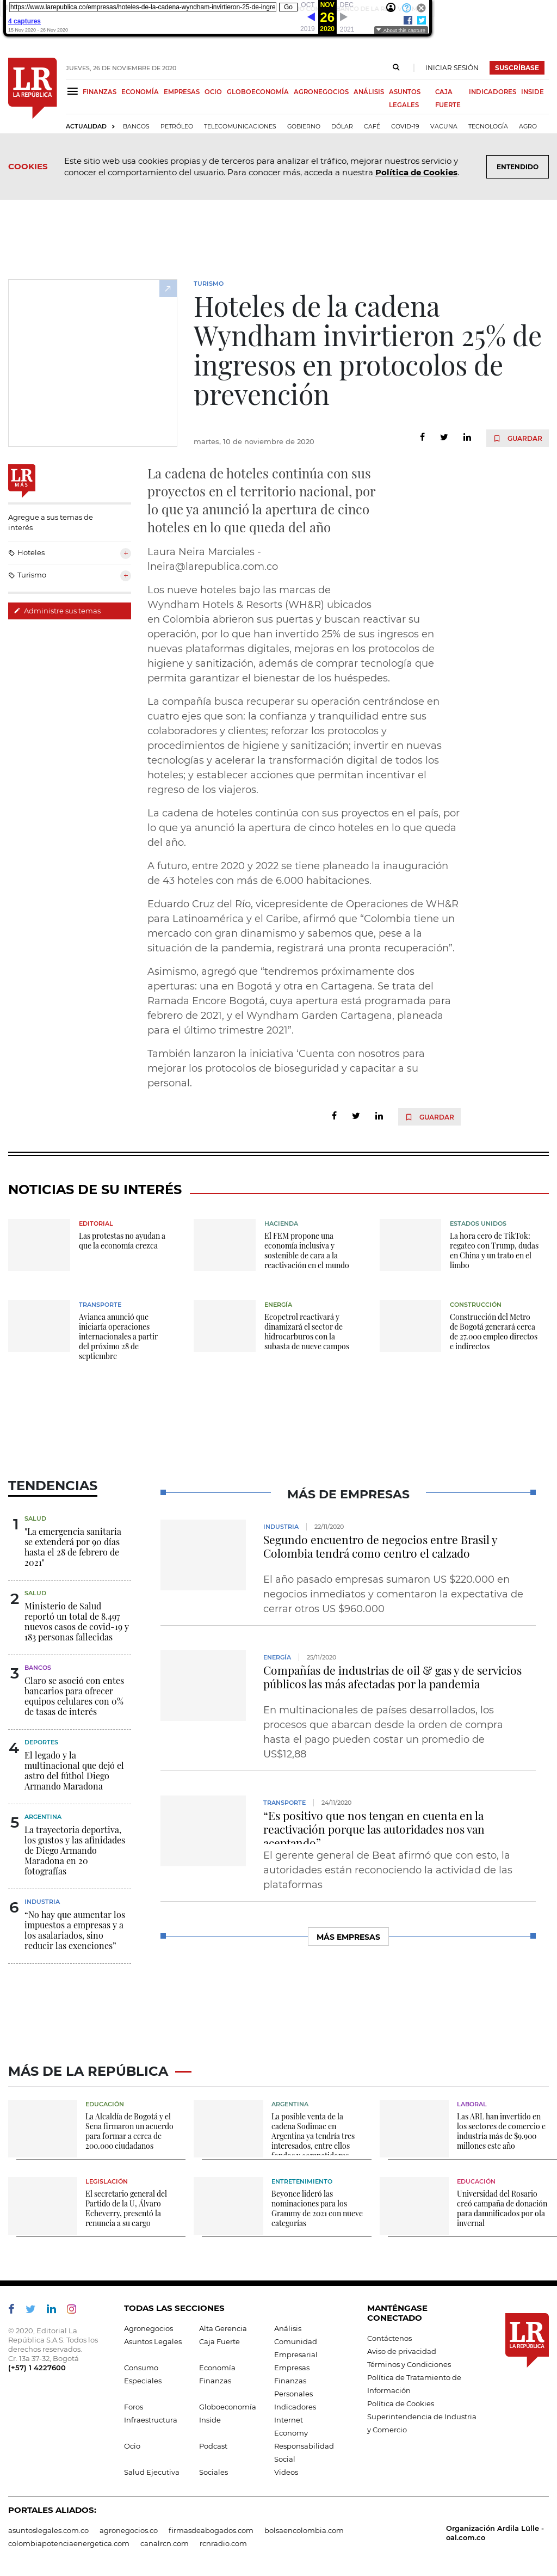 https://www.larepublica.co/empresas/hoteles-de-la-cadena-wyndham-invirtieron-25-de-ingre
Go
OCT NOV DEC
26
2019 2020 2021
4 captures
10 Nov 2020 - 26 Nov 2020
About this capture
LR
LA REPÚBLICA
JUEVES, 26 DE NOVIEMBRE DE 2020
INICIAR SESIÓN
SUSCRÍBASE
FINANZAS ECONOMÍA EMPRESAS OCIO GLOBOECONOMÍA AGRONEGOCIOS ANÁLISIS ASUNTOS LEGALES CAJA FUERTE INDICADORES INSIDE
ACTUALIDAD BANCOS PETRÓLEO TELECOMUNICACIONES GOBIERNO DÓLAR CAFÉ COVID-19 VACUNA TECNOLOGÍA AGRO
COOKIES
Este sitio web usa cookies propias y de terceros para analizar el tráfico, mejorar nuestros servicio y
conocer el comportamiento del usuario. Para conocer más, acceda a nuestra Política de Cookies.
ENTENDIDO
TURISMO
Hoteles de la cadena
Wyndham invirtieron 25% de
ingresos en protocolos de
prevención
martes, 10 de noviembre de 2020
GUARDAR
LR
MÁS
Agregue a sus temas de
interés
Hoteles +
Turismo +
Administre sus temas
La cadena de hoteles continúa con sus
proyectos en el territorio nacional, por
lo que ya anunció la apertura de cinco
hoteles en lo que queda del año
Laura Neira Marciales -
lneira@larepublica.com.co
Los nueve hoteles bajo las marcas de
Wyndham Hotels & Resorts (WH&R) ubicados
en Colombia abrieron sus puertas y buscan reactivar su
operación, por lo que han invertido 25% de sus ingresos en
nuevas plataformas digitales, mejoras en los protocolos de
higiene y sanitización, además de comprar tecnología que
permita garantizar el bienestar de los huéspedes.
La compañía busca recuperar su operación centrándose en
cuatro ejes que son: la confianza y tranquilidad entre sus
colaboradores y clientes; reforzar los protocolos y
procedimientos de higiene y sanitización; invertir en nuevas
tecnologías y acelerar la transformación digital de todos los
hoteles; y establecer acciones que permitan incentivar el
regreso de los viajeros.
La cadena de hoteles continúa con sus proyectos en el país, por
lo que ya anunció la apertura de cinco hoteles en lo que queda
del año.
A futuro, entre 2020 y 2022 se tiene planeado la inauguración
de 43 hoteles con más de 6.000 habitaciones.
Eduardo Cruz del Río, vicepresidente de Operaciones de WH&R
para Latinoamérica y el Caribe, afirmó que “Colombia tiene un
mercado con gran dinamismo y sabemos que, pese a la
situación de la pandemia, registrará una pronta recuperación”.
Asimismo, agregó que “tendremos próximamente dos
aperturas: una en Bogotá y otra en Cartagena. Se trata del
Ramada Encore Bogotá, cuya apertura está programada para
febrero de 2021, y el Wyndham Garden Cartagena, planeada
para el último trimestre 2021”.
También lanzaron la iniciativa ‘Cuenta con nosotros para
mejorar los protocolos de bioseguridad y capacitar a su
personal.
GUARDAR
NOTICIAS DE SU INTERÉS
EDITORIAL
Las protestas no ayudan a
que la economía crezca
HACIENDA
El FEM propone una
economía inclusiva y
sostenible de cara a la
reactivación en el mundo
ESTADOS UNIDOS
La hora cero de TikTok:
regateo con Trump, dudas
en China y un trato en el
limbo
TRANSPORTE
Avianca anunció que
iniciaría operaciones
internacionales a partir
del próximo 28 de
septiembre
ENERGÍA
Ecopetrol reactivará y
dinamizará el sector de
hidrocarburos con la
subasta de nueve campos
CONSTRUCCIÓN
Construcción del Metro
de Bogotá generará cerca
de 27.000 empleo directos
e indirectos
TENDENCIAS
1
SALUD
"La emergencia sanitaria
se extenderá por 90 días
hasta el 28 de febrero de
2021"
2
SALUD
Ministerio de Salud
reportó un total de 8.497
nuevos casos de covid-19 y
183 personas fallecidas
3
BANCOS
Claro se asoció con entes
bancarios para ofrecer
equipos celulares con 0%
de tasas de interés
4
DEPORTES
El legado y la
multinacional que dejó el
astro del fútbol Diego
Armando Maradona
5
ARGENTINA
La trayectoria deportiva,
los gustos y las afinidades
de Diego Armando
Maradona en 20
fotografías
6
INDUSTRIA
“No hay que aumentar los
impuestos a empresas y a
los asalariados, sino
reducir las exenciones”
MÁS DE EMPRESAS
INDUSTRIA 22/11/2020
Segundo encuentro de negocios entre Brasil y
Colombia tendrá como centro el calzado
El año pasado empresas sumaron US $220.000 en
negocios inmediatos y comentaron la expectativa de
cerrar otros US $960.000
ENERGÍA 25/11/2020
Compañías de industrias de oil & gas y de servicios
públicos las más afectadas por la pandemia
En multinacionales de países desarrollados, los
procesos que abarcan desde la orden de compra
hasta el pago pueden costar un promedio de
US$12,88
TRANSPORTE 24/11/2020
“Es positivo que nos tengan en cuenta en la
reactivación porque las autoridades nos van
aceptando”
El gerente general de Beat afirmó que con esto, la
autoridades están reconociendo la actividad de las
plataformas
MÁS EMPRESAS
MÁS DE LA REPÚBLICA
EDUCACIÓN
La Alcaldía de Bogotá y el
Sena firmaron un acuerdo
para formar a cerca de
200.000 ciudadanos
ARGENTINA
La posible venta de la
cadena Sodimac en
Argentina ya tendría tres
interesados, entre ellos
LABORAL
Las ARL han invertido en
los sectores de comercio e
industria más de $9.900
millones este año
LEGISLACIÓN
El secretario general del
Partido de la U, Álvaro
Echeverry, presentó la
renuncia a su cargo
ENTRETENIMIENTO
Beyonce lideró las
nominaciones para los
Grammy de 2021 con nueve
categorías
EDUCACIÓN
Universidad del Rosario
creó campaña de donación
para damnificados por ola
invernal
© 2020, Editorial La
República S.A.S. Todos los
derechos reservados.
Cr. 13a 37-32, Bogotá
(+57) 1 4227600
TODAS LAS SECCIONES
Agronegocios Alta Gerencia Análisis
Asuntos Legales Caja Fuerte Comunidad Empresarial
Consumo Economía Empresas
Especiales Finanzas Finanzas Personales
Foros Globoeconomía Indicadores
Infraestructura Inside Internet Economy
Ocio Podcast Responsabilidad Social
Salud Ejecutiva Sociales Videos
MANTÉNGASE
CONECTADO
Contáctenos
Aviso de privacidad
Términos y Condiciones
Política de Tratamiento de
Información
Política de Cookies
Superintendencia de Industria
y Comercio
LR
LA REPÚBLICA
PORTALES ALIADOS:
asuntoslegales.com.co agronegocios.co firmasdeabogados.com bolsaencolombia.com
colombiapotenciaenergetica.com canalrcn.com rcnradio.com
Organización Ardila Lülle -
oal.com.co